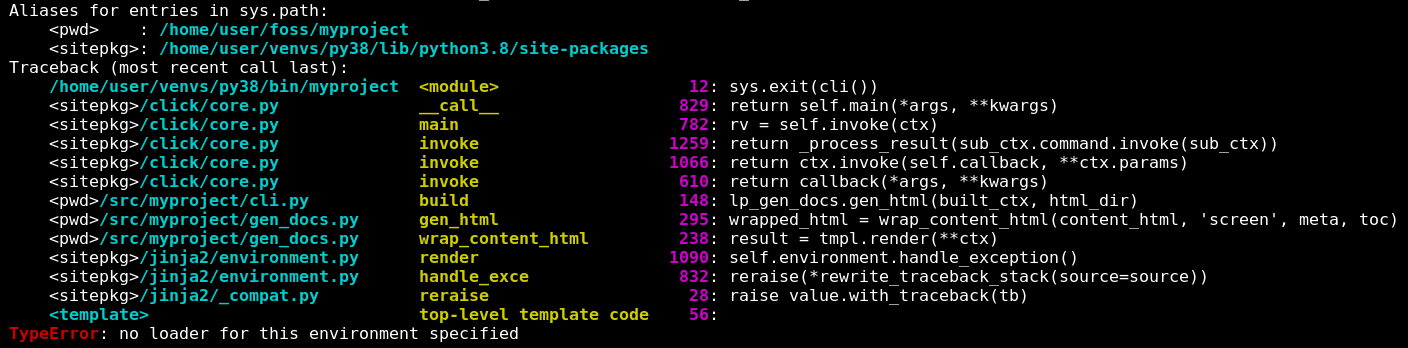 Aliases for entries in sys.path:
    <pwd>    : /home/user/foss/myproject
    <sitepkg>: /home/user/venvs/py38/lib/python3.8/site-packages
Traceback (most recent call last):
    /home/user/venvs/py38/bin/myproject  <module>                   12: sys.exit(cli())
    <sitepkg>/click/core.py              __call__                  829: return self.main(*args, **kwargs)
    <sitepkg>/click/core.py              main                      782: rv = self.invoke(ctx)
    <sitepkg>/click/core.py              invoke                   1259: return _process_result(sub_ctx.command.invoke(sub_ctx))
    <sitepkg>/click/core.py              invoke                   1066: return ctx.invoke(self.callback, **ctx.params)
    <sitepkg>/click/core.py              invoke                    610: return callback(*args, **kwargs)
    <pwd>/src/myproject/cli.py           build                     148: lp_gen_docs.gen_html(built_ctx, html_dir)
    <pwd>/src/myproject/gen_docs.py      gen_html                  295: wrapped_html = wrap_content_html(content_html, 'screen', meta, toc)
    <pwd>/src/myproject/gen_docs.py      wrap_content_html         238: result = tmpl.render(**ctx)
    <sitepkg>/jinja2/environment.py      render                   1090: self.environment.handle_exception()
    <sitepkg>/jinja2/environment.py      handle_exce               832: reraise(*rewrite_traceback_stack(source=source))
    <sitepkg>/jinja2/_compat.py          reraise                    28: raise value.with_traceback(tb)
    <template>                           top-level template code    56:
TypeError: no loader for this environment specified